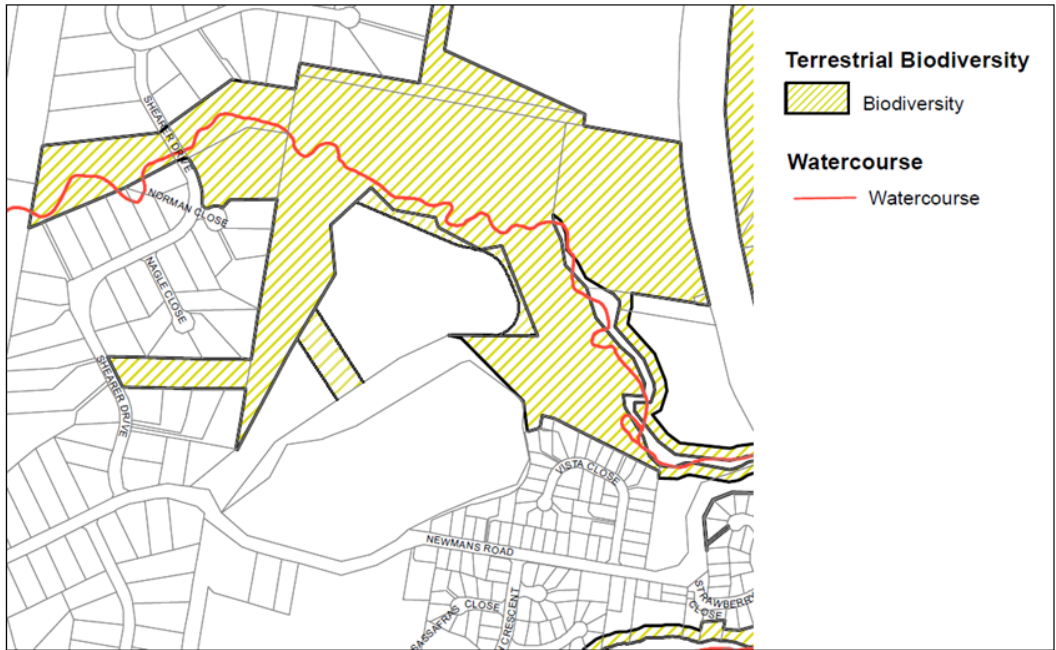 Terrestrial Biodiversity
Biodiversity
Watercourse
Watercourse
SHEARER DRIVE
NORMAN CLOSE
NAGLE CLOSE
SHEARER DRIVE
VISTA CLOSE
NEWMANS ROAD
SASSAFRAS CLOSE
CRESCENT
STRAWBERRY
CLOSE